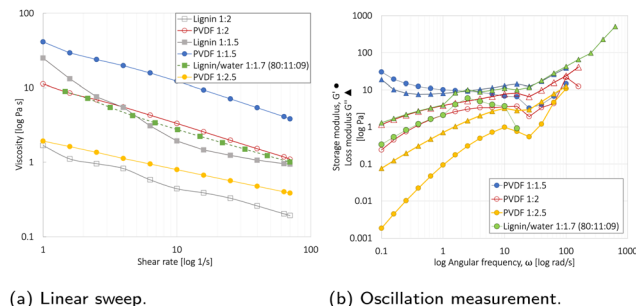 100
10
1
0.1
1
10
100
Viscosity [log Pa s]
Shear rate [log 1/s]
Lignin 1:2
PVDF 1:2
Lignin 1:1.5
PVDF 1:1.5
Lignin/water 1:1.7 (80:11:09)
PVDF 1:2.5
(a) Linear sweep.
1000
100
10
1
0.1
0.01
0.001
0.1
1
10
100
1000
Storage modulus, G' ●
Loss modulus G'' ▲
[log Pa]
log Angular frequency, ω [log rad/s]
PVDF 1:1.5
PVDF 1:2
PVDF 1:2.5
Lignin/water 1:1.7 (80:11:09)
(b) Oscillation measurement.